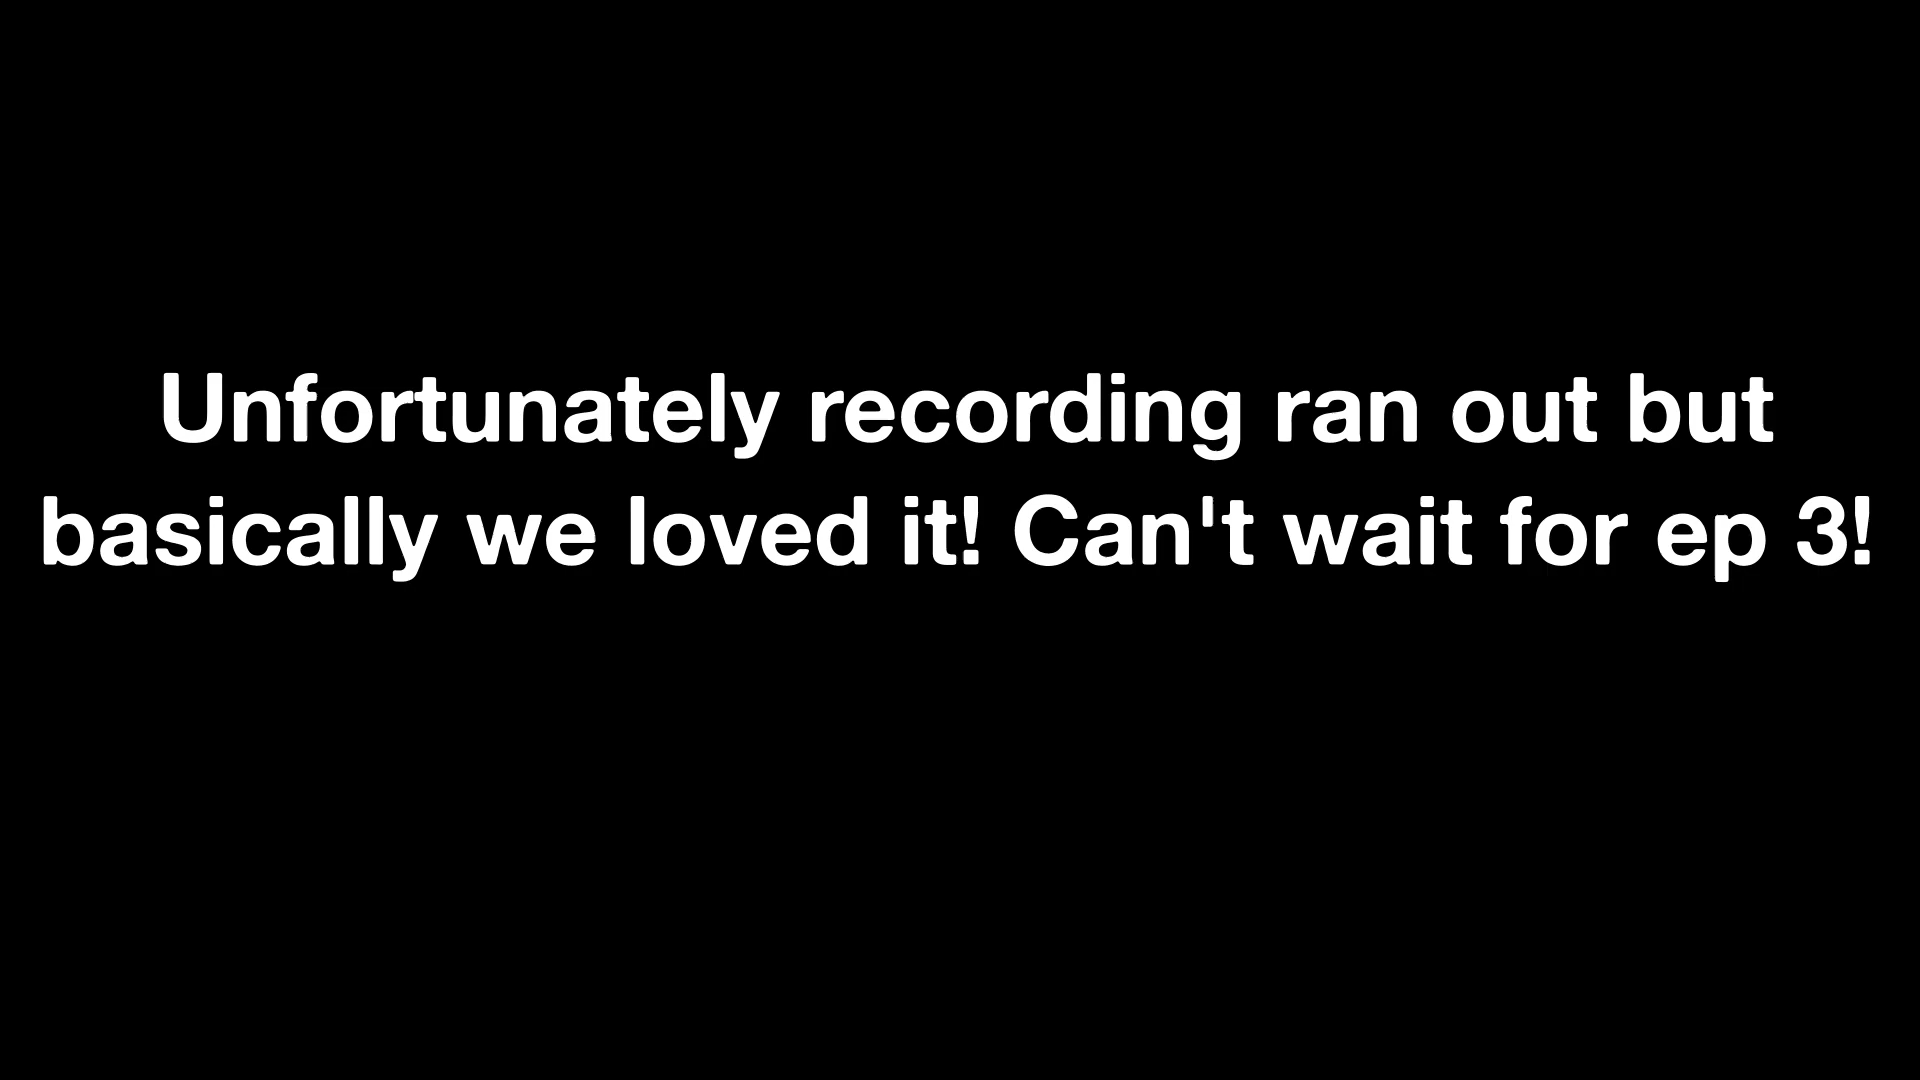 Unfortunately recording ran out but
basically we loved it! Can't wait for ep 3!